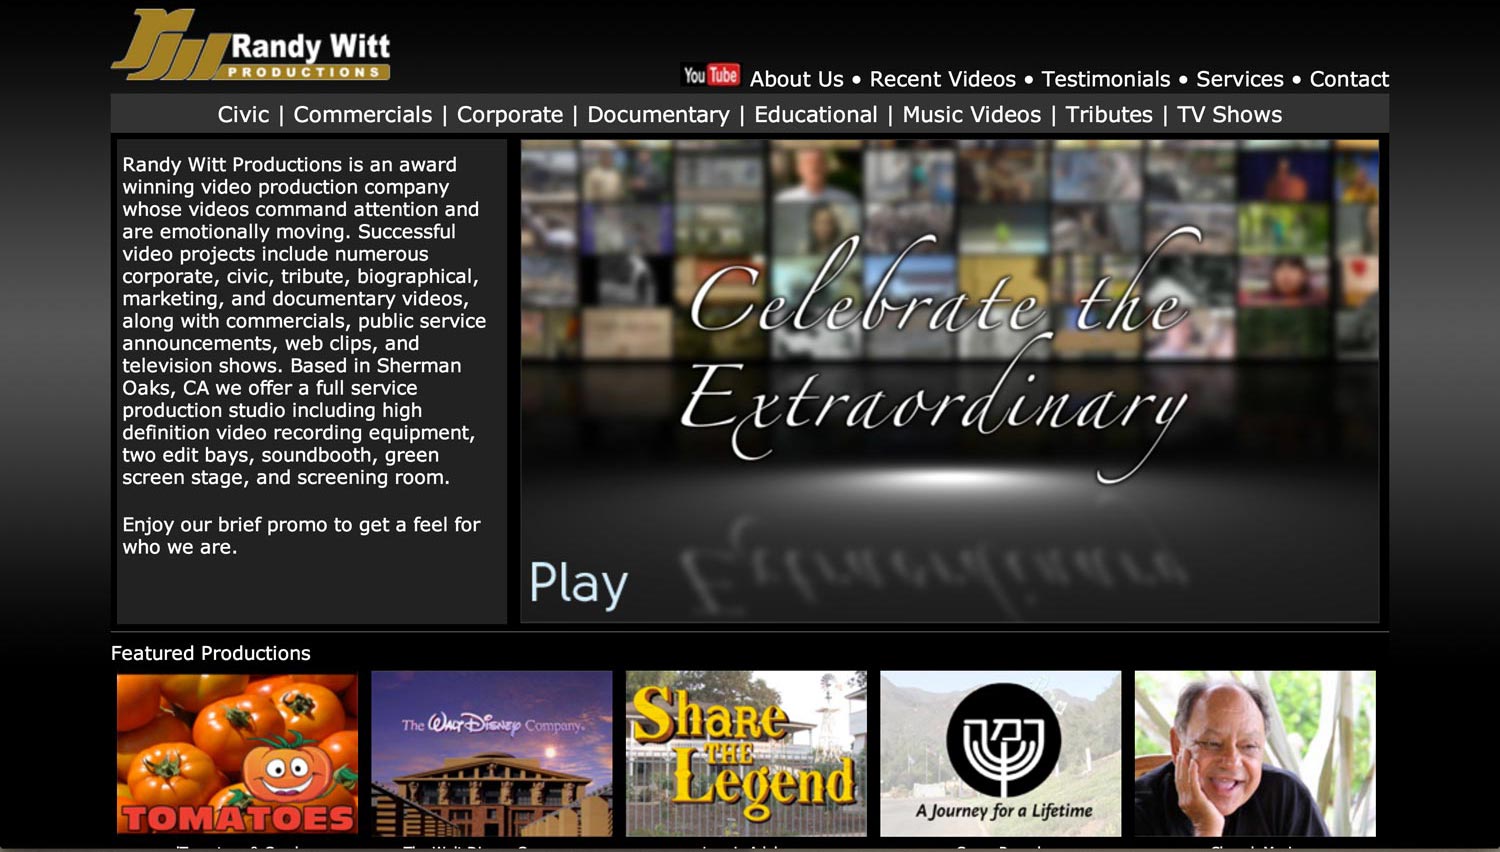 Randy Witt
PRODUCTIONS
YouTube About Us • Recent Videos • Testimonials • Services • Contact
Civic | Commercials | Corporate | Documentary | Educational | Music Videos | Tributes | TV Shows
Randy Witt Productions is an award
winning video production company
whose videos command attention and
are emotionally moving. Successful
video projects include numerous
corporate, civic, tribute, biographical,
marketing, and documentary videos,
along with commercials, public service
announcements, web clips, and
television shows. Based in Sherman
Oaks, CA we offer a full service
production studio including high
definition video recording equipment,
two edit bays, soundbooth, green
screen stage, and screening room.
Enjoy our brief promo to get a feel for
who we are.
Celebrate the
Extraordinary
Play
Featured Productions
TOMATOES
The WALT DISNEY Company.
Share
THE
Legend
A Journey for a Lifetime